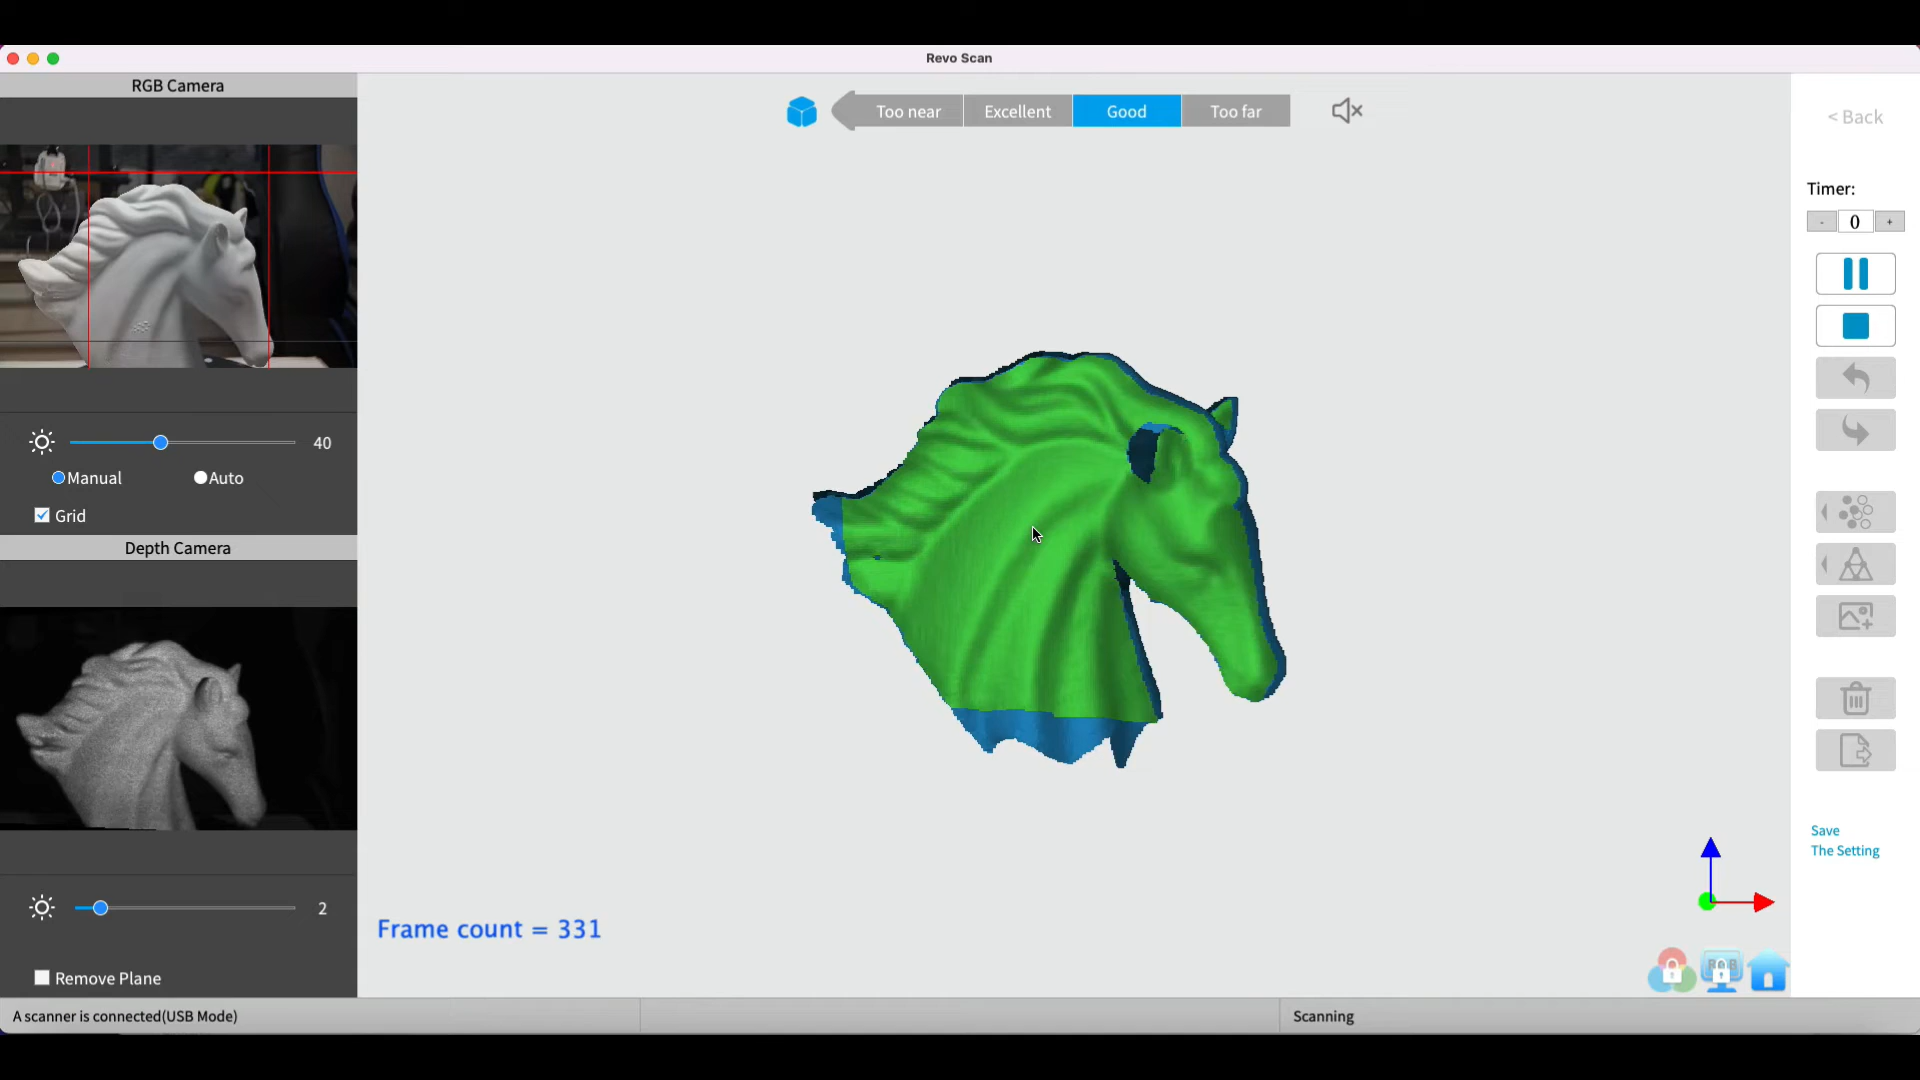 Revo Scan
RGB Camera
Too near
Excellent
Good
Too far
< Back
Timer:
- 0 +
40
Manual
Auto
Grid
Depth Camera
2
Remove Plane
Frame count = 331
Save
The Setting
RGB
A scanner is connected(USB Mode)
Scanning